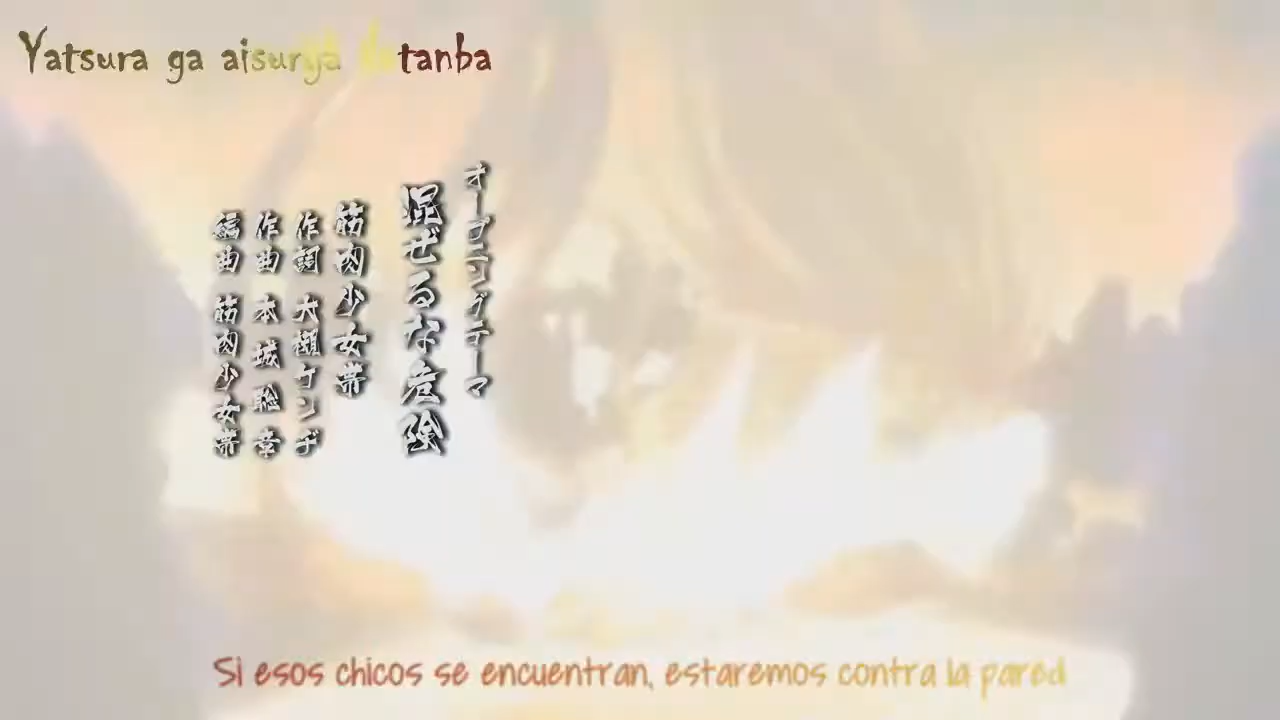 Yatsura ga aisurya do tanba
オープニングテーマ
混ぜるな危険
筋肉少女帯
作詞 大槻ケンヂ
作曲 本城聡章
編曲 筋肉少女帯
Si esos chicos se encuentran, estaremos contra la pared